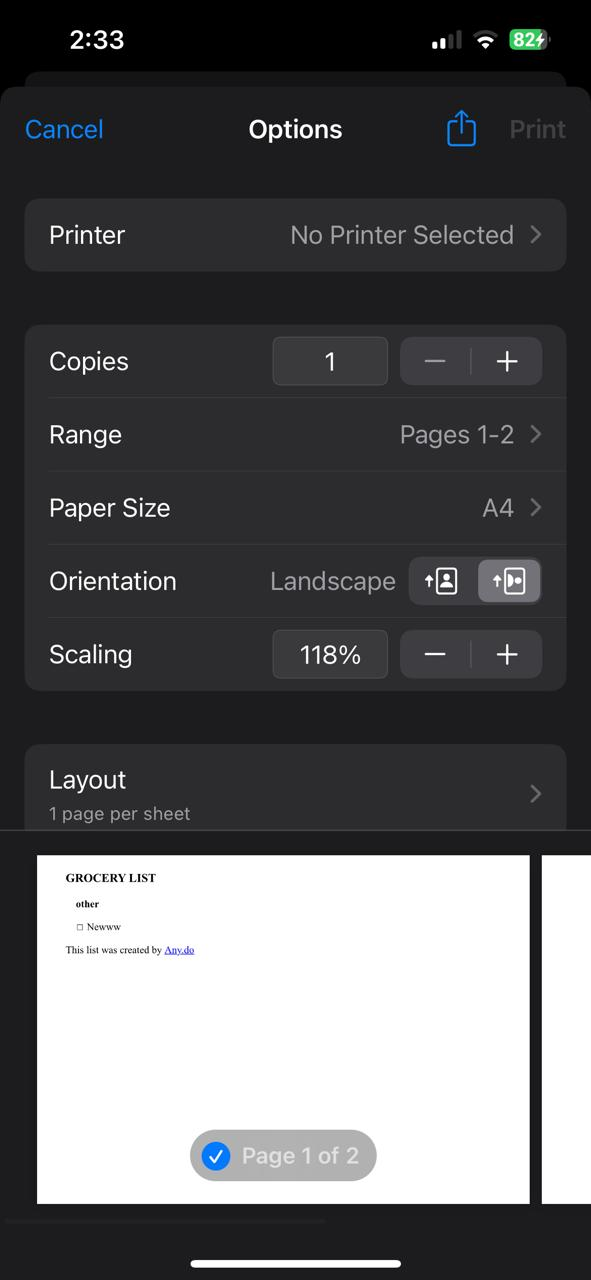 2:33
82
Cancel
Options
Print
Printer
No Printer Selected
Copies
1
Range
Pages 1-2
Paper Size
A4
Orientation
Landscape
Scaling
118%
Layout
1 page per sheet
GROCERY LIST
other
Newww
This list was created by Any.do
Page 1 of 2